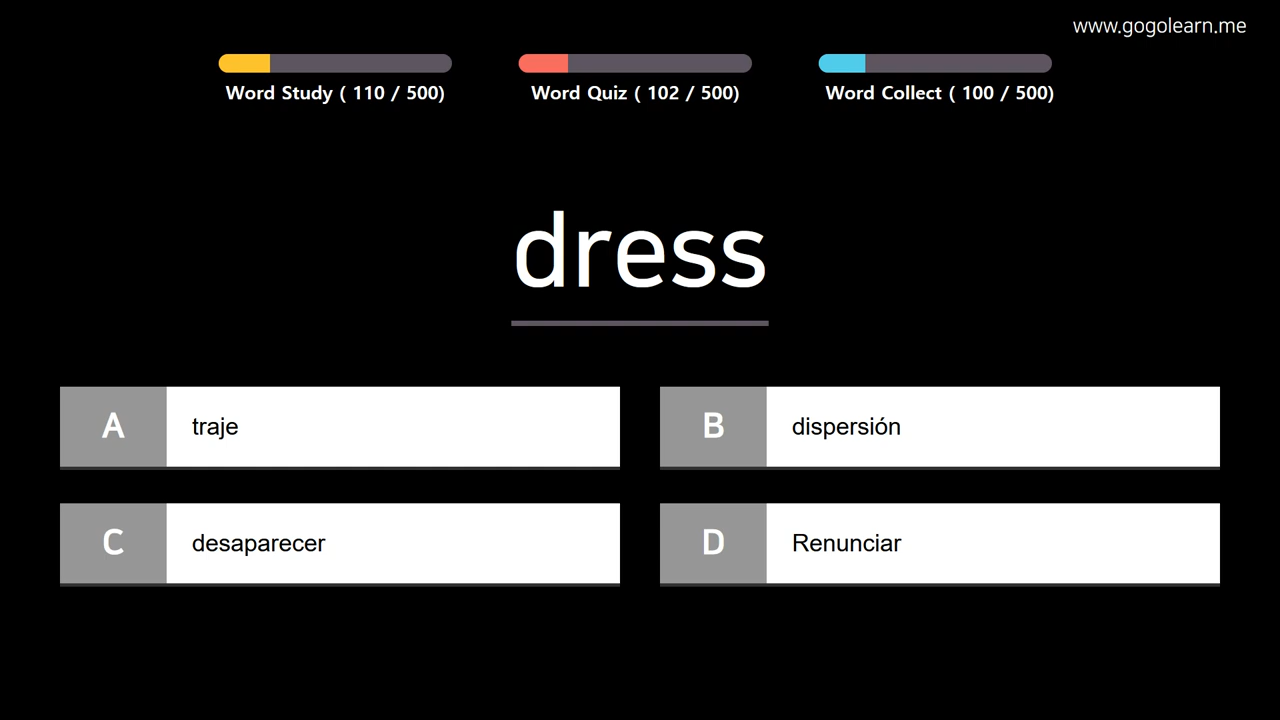 www.gogolearn.me
Word Study ( 110 / 500)
Word Quiz ( 102 / 500)
Word Collect ( 100 / 500)
dress
A traje
B dispersión
C desaparecer
D Renunciar